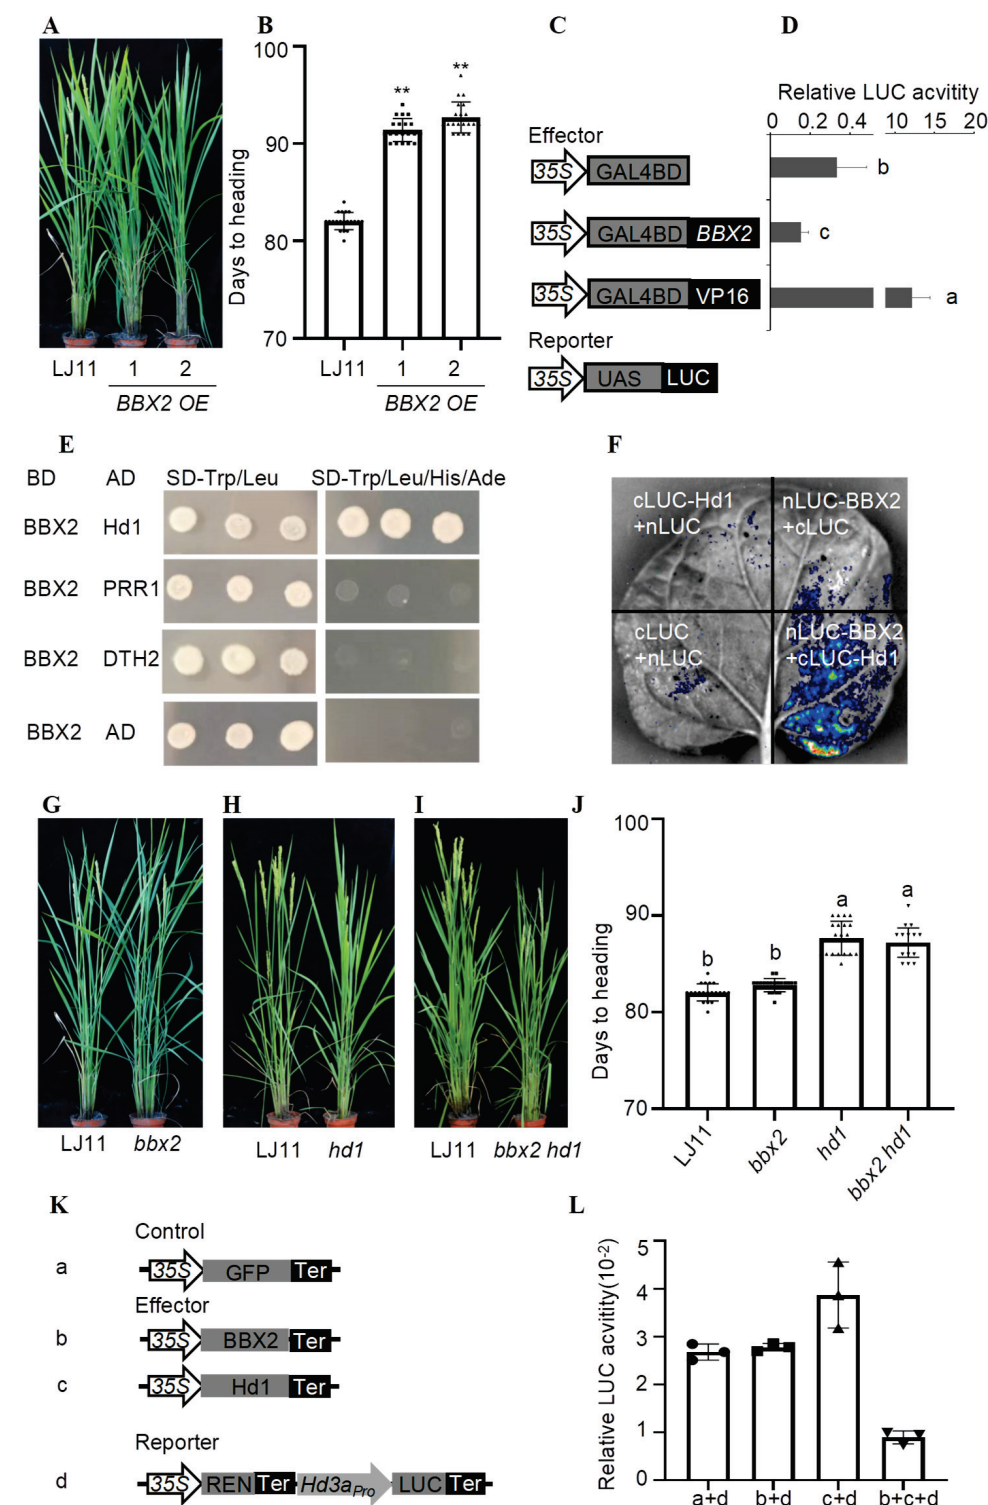 A
LJ11 1 2
BBX2 OE
B
Days to heading
100
90
80
70
**
**
LJ11 1 2
BBX2 OE
C
Effector
35S GAL4BD
35S GAL4BD BBX2
35S GAL4BD VP16
Reporter
35S UAS LUC
D
Relative LUC acvitity
0 0.2 0.4 10 15 20
b
c
a
E
BD AD SD-Trp/Leu SD-Trp/Leu/His/Ade
BBX2 Hd1
BBX2 PRR1
BBX2 DTH2
BBX2 AD
F
cLUC-Hd1
+nLUC
nLUC-BBX2
+cLUC
cLUC
+nLUC
nLUC-BBX2
+cLUC-Hd1
G
LJ11 bbx2
H
LJ11 hd1
I
LJ11 bbx2 hd1
J
Days to heading
100
90
80
70
b b a a
LJ11 bbx2 hd1 bbx2 hd1
K
Control
a 35S GFP Ter
Effector
b 35S BBX2 Ter
c 35S Hd1 Ter
Reporter
d 35S REN Ter Hd3aPro LUC Ter
L
Relative LUC acvitity(10-2)
5
4
3
2
1
0
a+d b+d c+d b+c+d